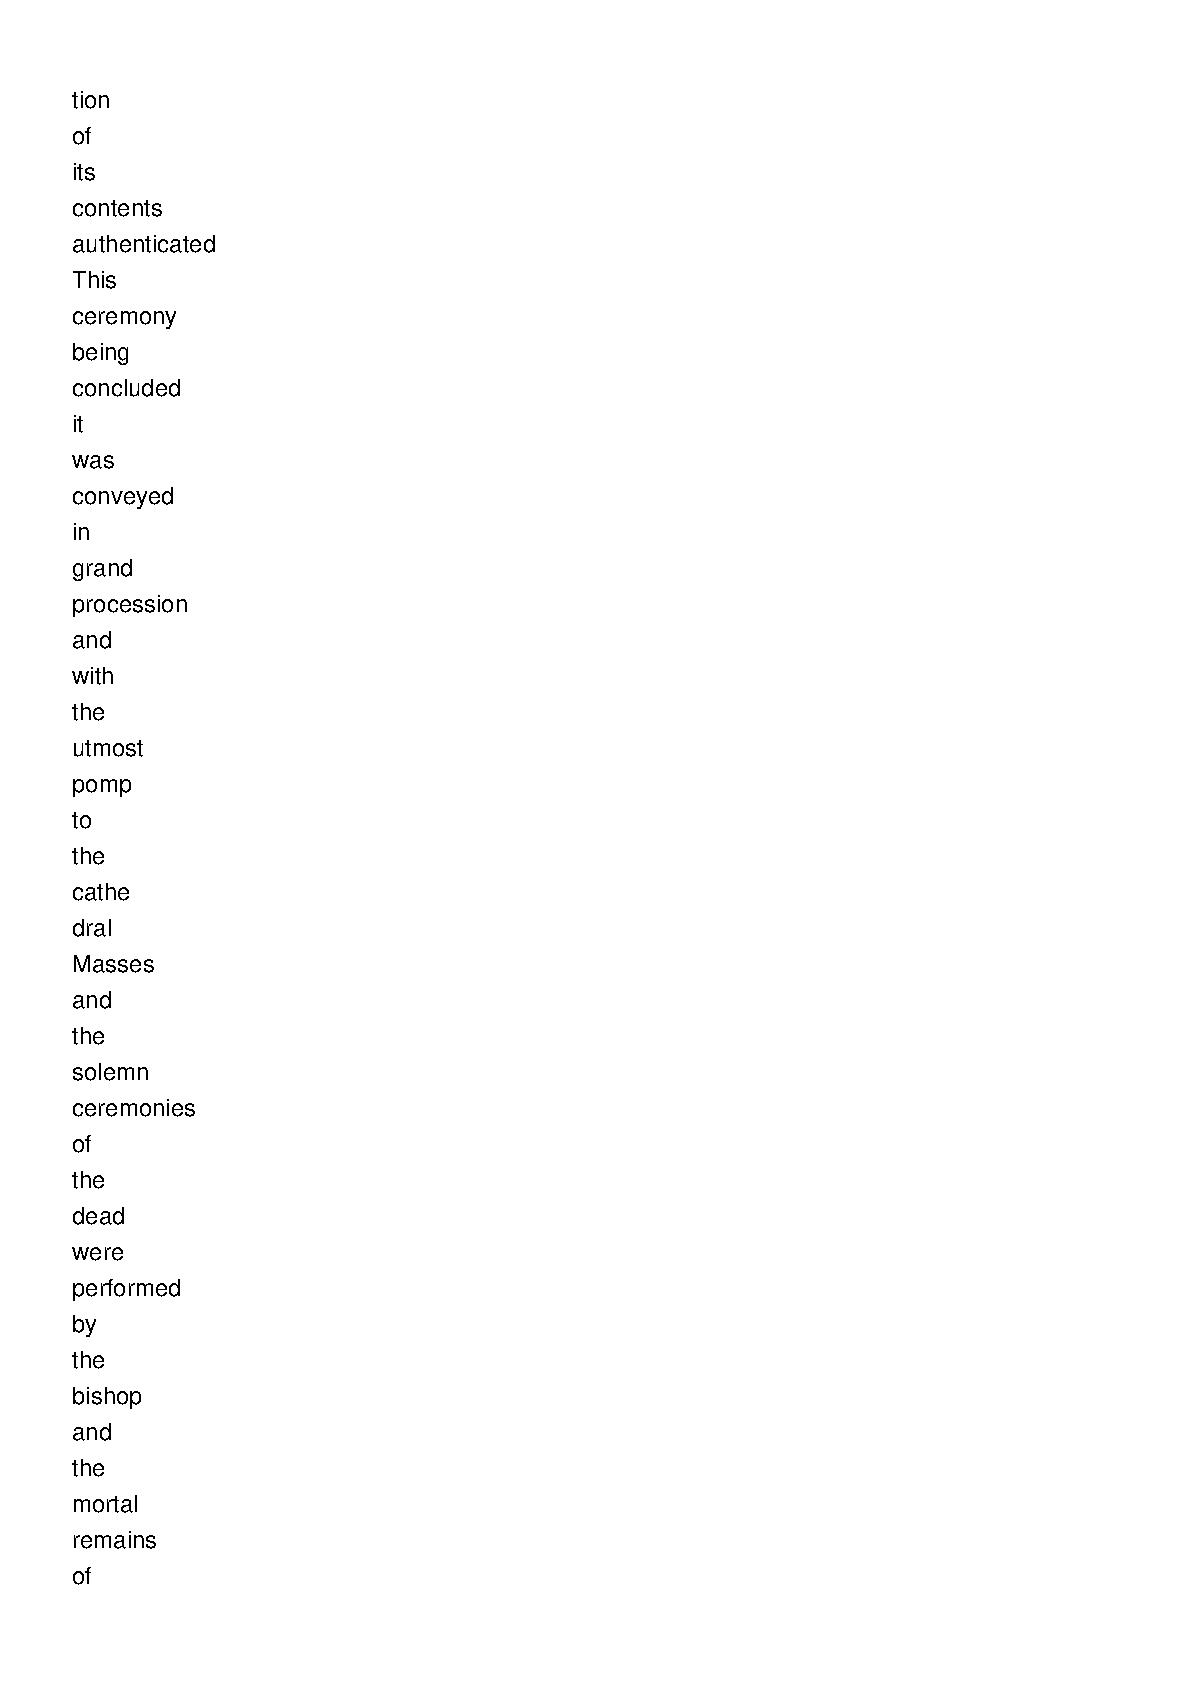 tion
of
its
contents
authenticated
This
ceremony
being
concluded
it
was
conveyed
in
grand
procession
and
with
the
utmost
pomp
to
the
cathe
dral
Masses
and
the
solemn
ceremonies
of
the
dead
were
performed
by
the
bishop
and
the
mortal
remains
of